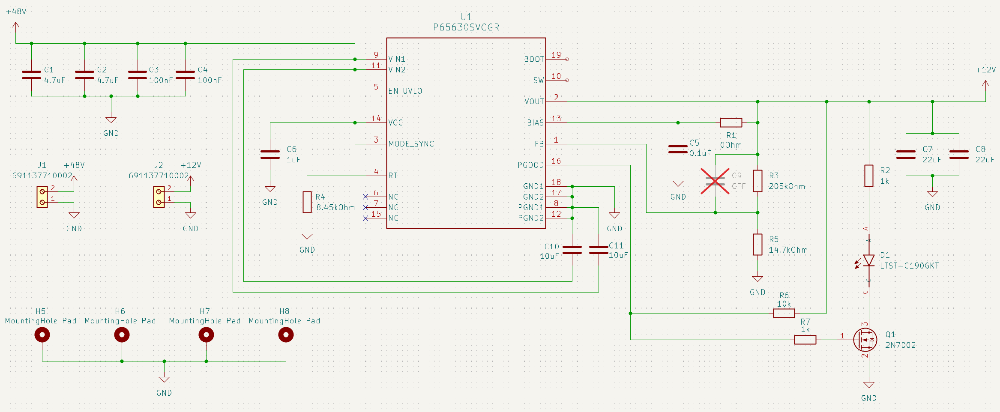 +48V
U1
P65630SVCGR
9 VIN1
11 VIN2
5 EN_UVLO
14 VCC
3 MODE_SYNC
4 RT
6 NC
7 NC
15 NC
BOOT 19
SW 10
VOUT 2
BIAS 13
FB 1
PGOOD 16
GND1 18
GND2 17
PGND1 8
PGND2 12
C1
4.7uF
C2
4.7uF
C3
100nF
C4
100nF
GND
+12V
C6
1uF
GND
R4
8.45kOhm
GND
J1
+48V
691137710002
2
1
GND
J2
+12V
691137710002
2
1
GND
R1
0Ohm
C5
0.1uF
GND
C9
CFF
R3
205kOhm
R5
14.7kOhm
GND
GND
C10
10uF
C11
10uF
R2
1k
C7
22uF
C8
22uF
GND
A
A
D1
LTST-C190GKT
C
C
R6
10k
R7
1k
3
1
Q1
2N7002
2
GND
H5
MountingHole_Pad
H6
MountingHole_Pad
H7
MountingHole_Pad
H8
MountingHole_Pad
GND